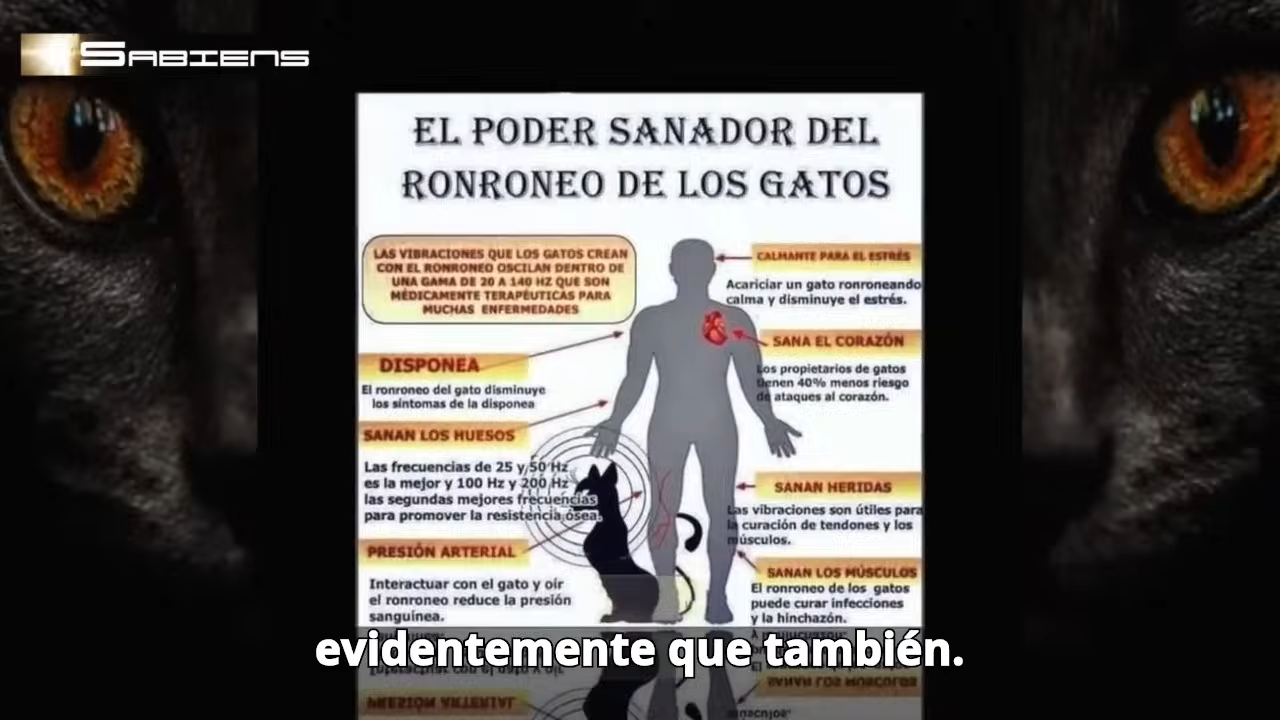 SABIENS
EL PODER SANADOR DEL
RONRONEO DE LOS GATOS
LAS VIBRACIONES QUE LOS GATOS CREAN
CON EL RONRONEO OSCILAN DENTRO DE
UNA GAMA DE 20 A 140 HZ QUE SON
MÉDICAMENTE TERAPÉUTICAS PARA
MUCHAS ENFERMEDADES
DISPONEA
El ronroneo del gato disminuye
los síntomas de la disponea
SANAN LOS HUESOS
Las frecuencias de 25 y 50 Hz
es la mejor y 100 Hz y 200 Hz
las segundas mejores frecuencias
para promover la resistencia ósea.
PRESIÓN ARTERIAL
Interactuar con el gato y oír
el ronroneo reduce la presión
sanguínea.
CALMANTE PARA EL ESTRÉS
Acariciar un gato ronroneando
calma y disminuye el estrés.
SANA EL CORAZÓN
Los propietarios de gatos
tienen 40% menos riesgo
de ataques al corazón.
SANAN HERIDAS
Las vibraciones son útiles para
la curación de tendones y los
músculos.
SANAN LOS MÚSCULOS
El ronroneo de los gatos
puede curar infecciones
y la hinchazón.
evidentemente que también.